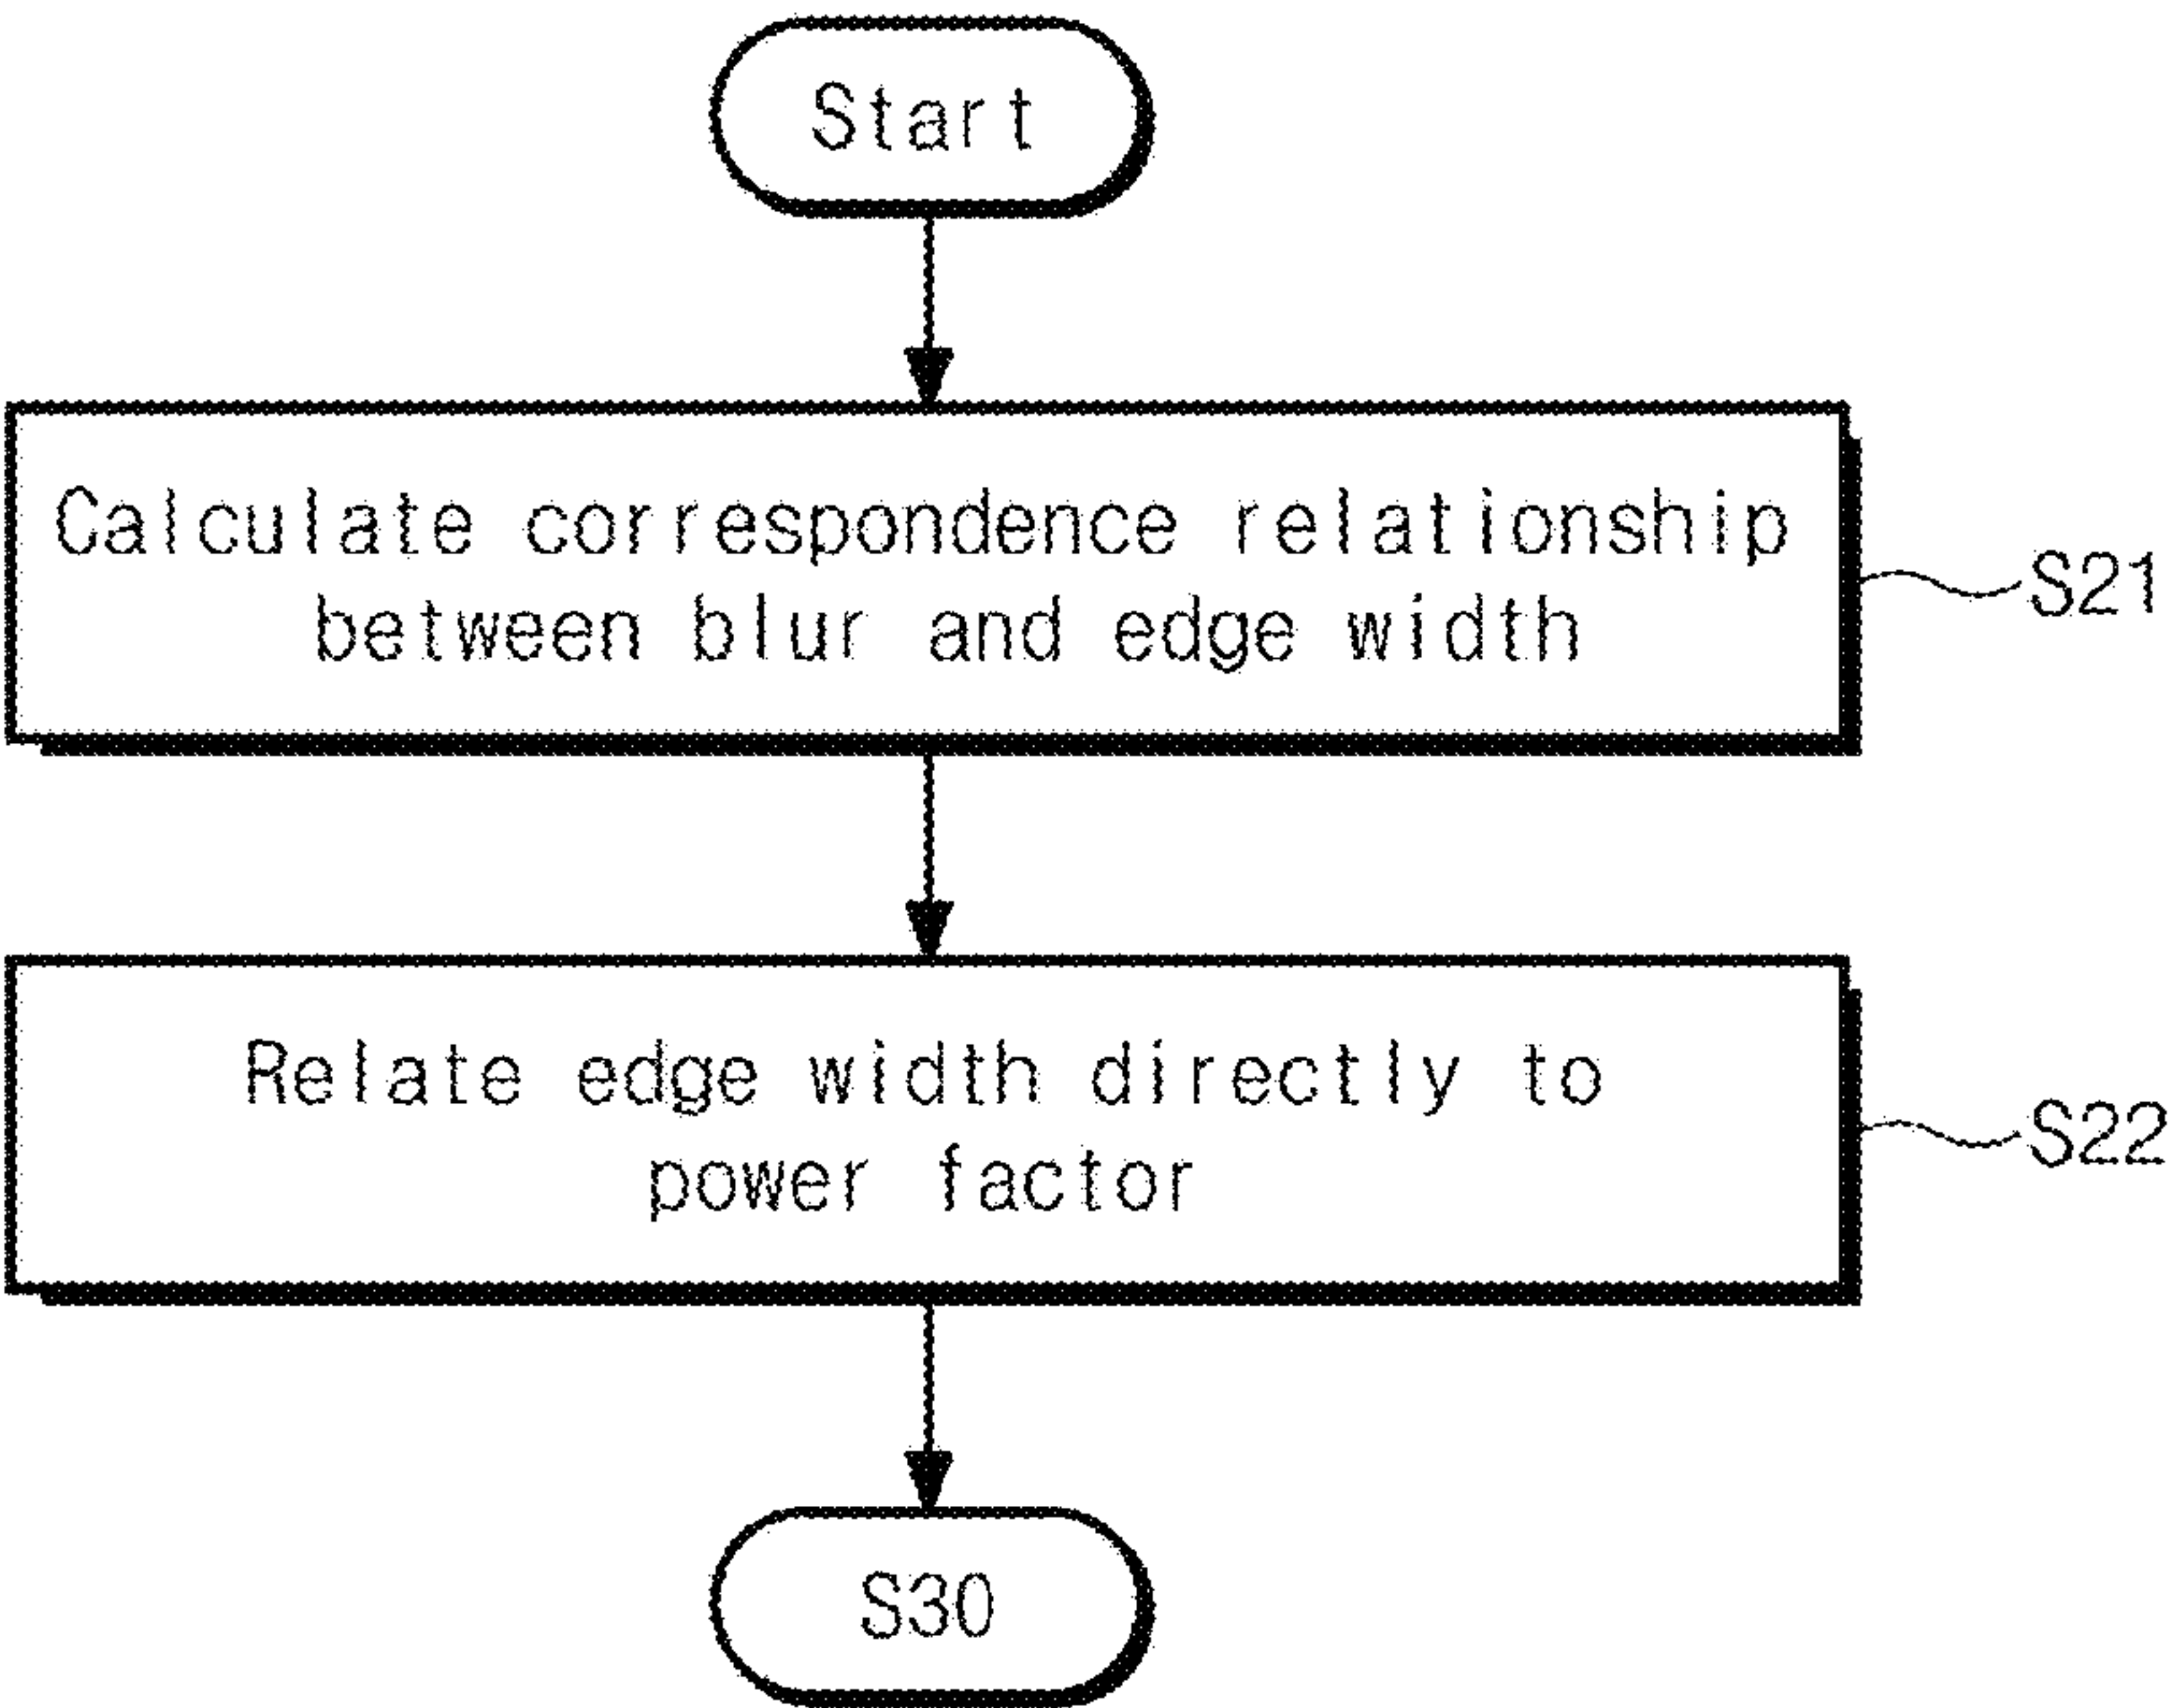 Start
Calculate correspondence relationship
between blur and edge width
S21
Relate edge width directly to
power factor
S22
S30